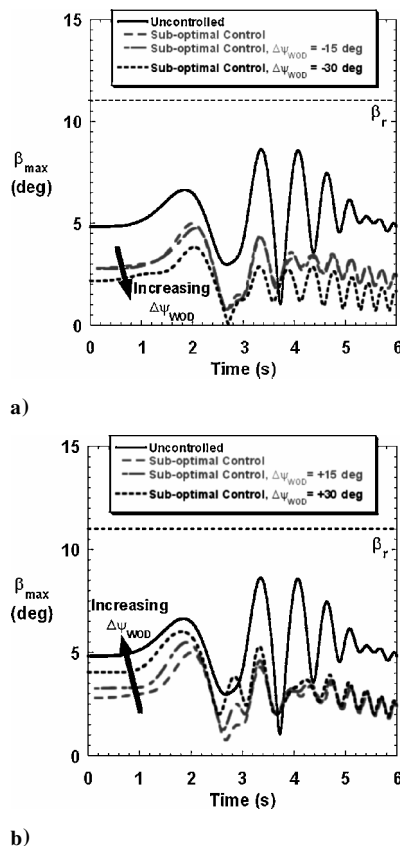 Uncontrolled
Sub-optimal Control
Sub-optimal Control, Δψ_WOD = -15 deg
Sub-optimal Control, Δψ_WOD = -30 deg
15
10
5
0
β_max
(deg)
β_r
Increasing
Δψ_WOD
0 1 2 3 4 5 6
Time (s)
a)
Uncontrolled
Sub-optimal Control
Sub-optimal Control, Δψ_WOD = +15 deg
Sub-optimal Control, Δψ_WOD = +30 deg
15
10
5
0
β_max
(deg)
β_r
Increasing
Δψ_WOD
0 1 2 3 4 5 6
Time (s)
b)